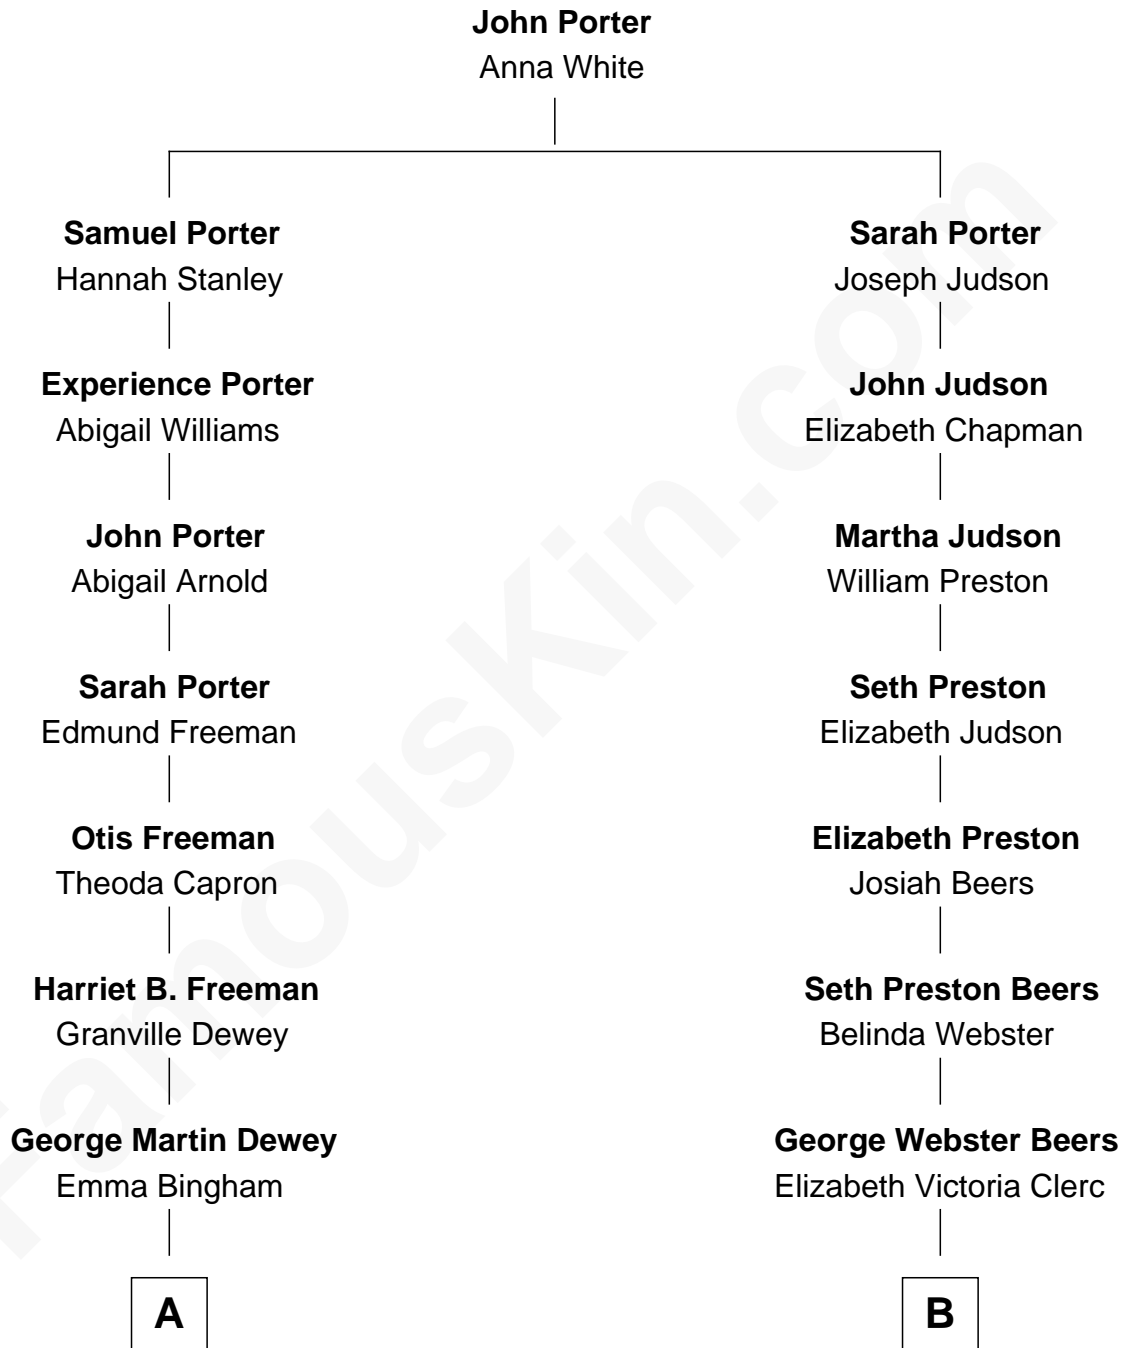 John Porter
Anna White
Samuel Porter
Hannah Stanley
Sarah Porter
Joseph Judson
Experience Porter
Abigail Williams
John Judson
Elizabeth Chapman
John Porter
Abigail Arnold
Martha Judson
William Preston
Sarah Porter
Edmund Freeman
Seth Preston
Elizabeth Judson
Otis Freeman
Theoda Capron
Elizabeth Preston
Josiah Beers
Harriet B. Freeman
Granville Dewey
Seth Preston Beers
Belinda Webster
George Martin Dewey
Emma Bingham
George Webster Beers
Elizabeth Victoria Clerc
A
B
FamousKin.com